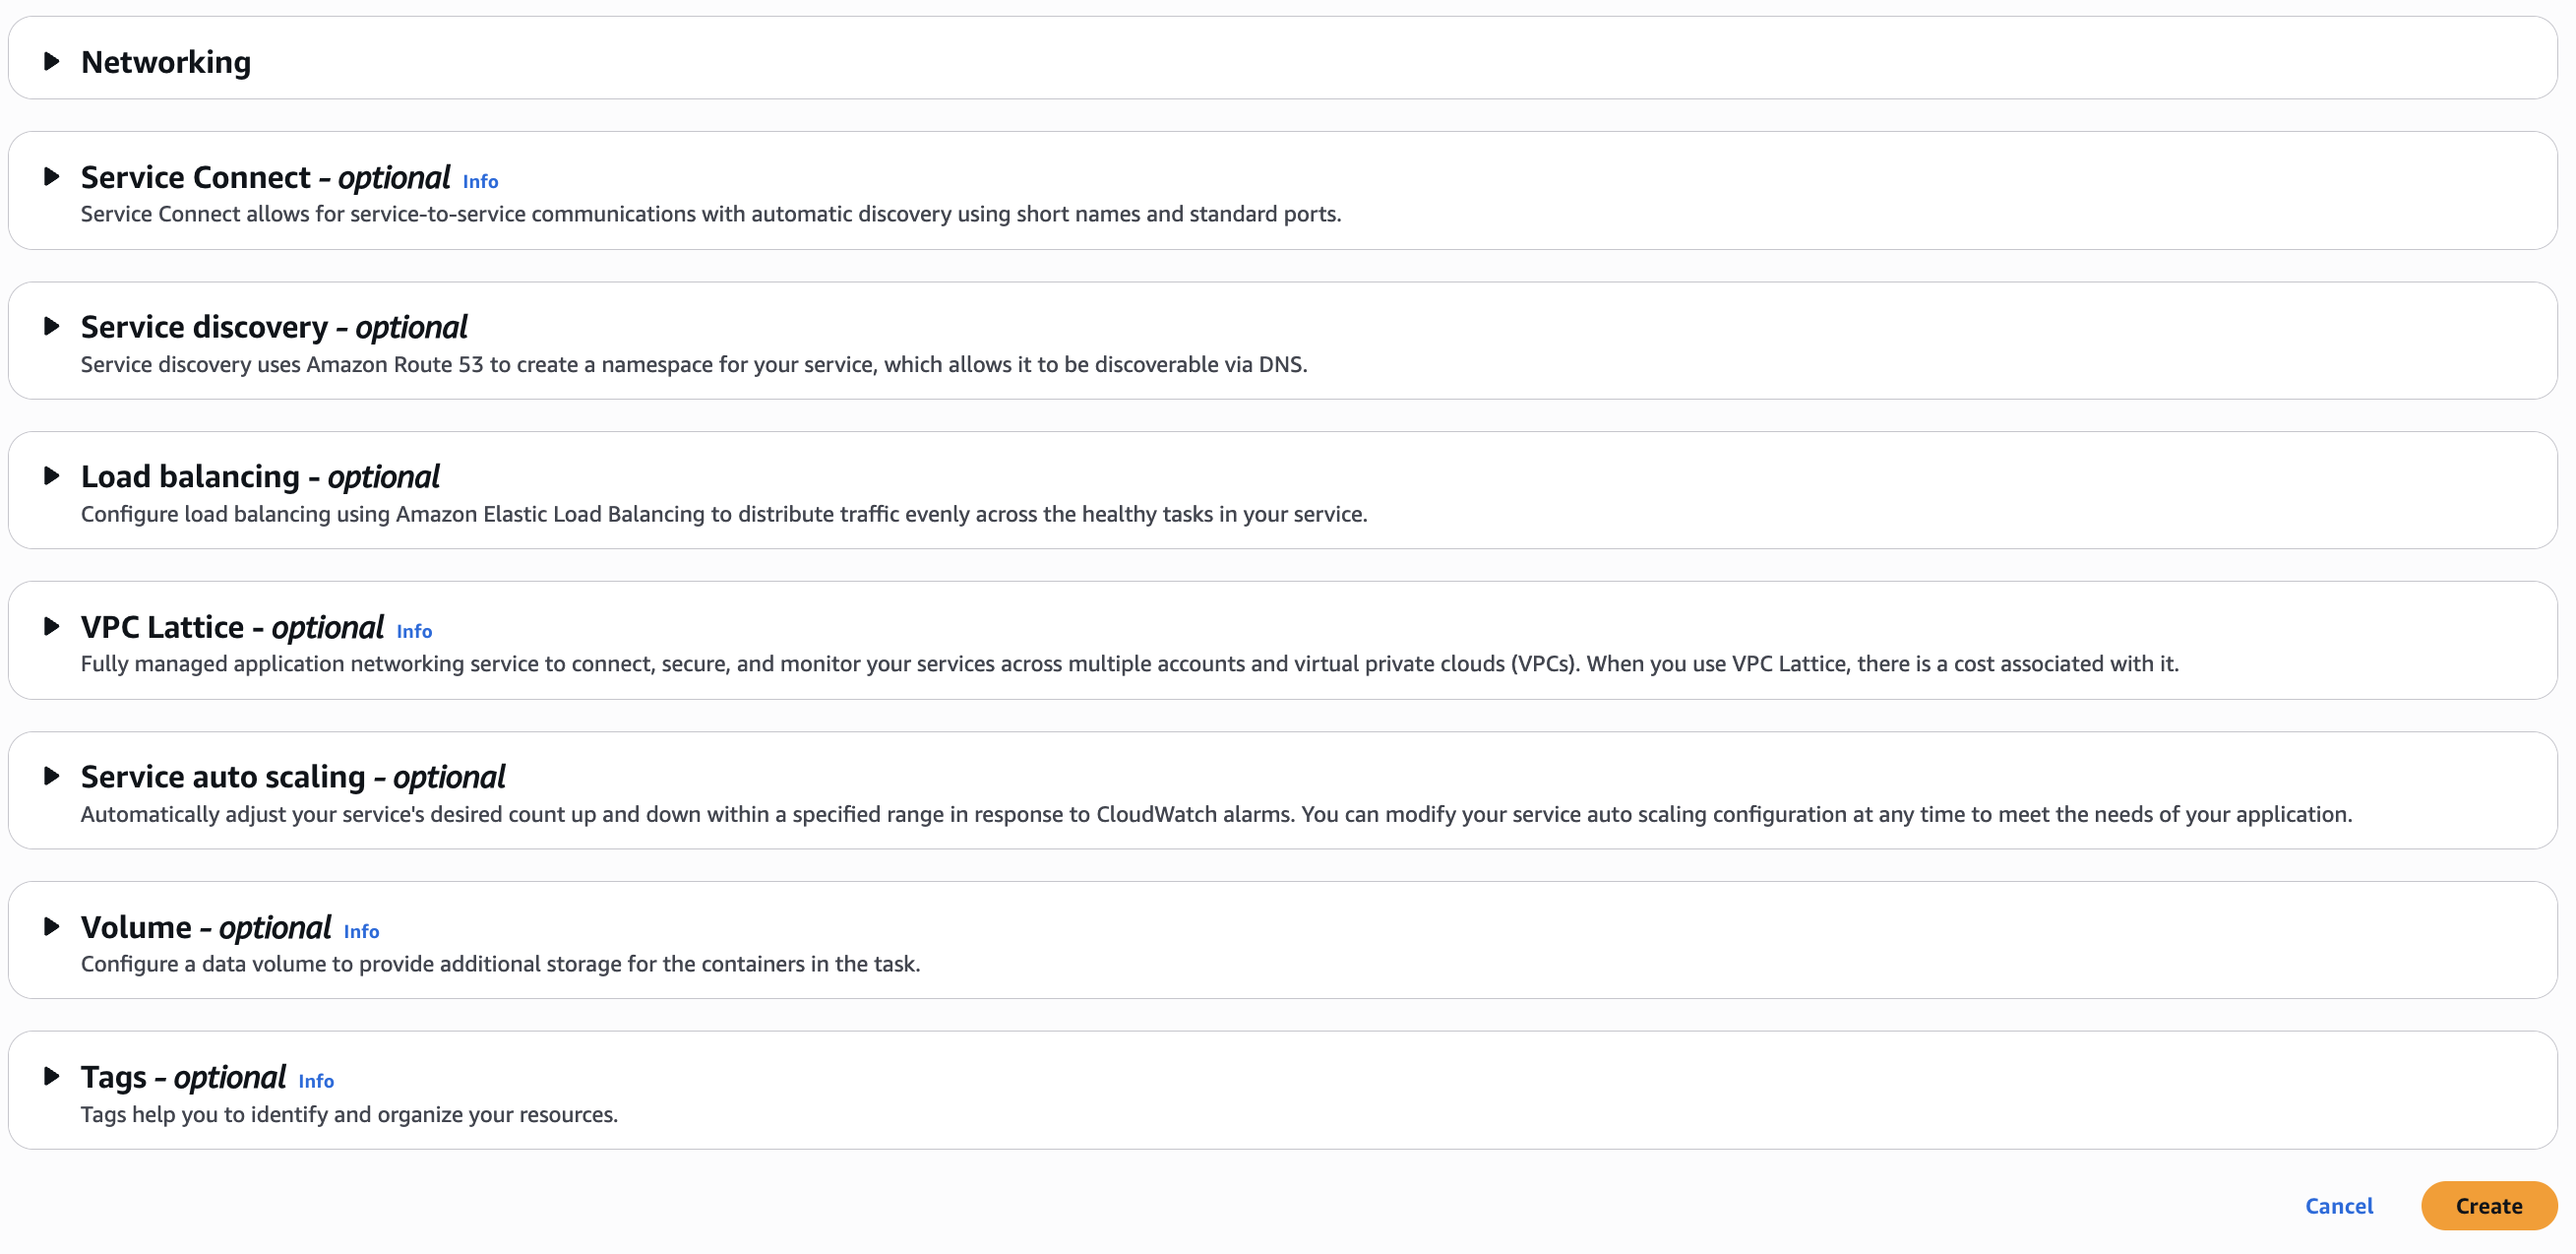 Networking
Service Connect - optional Info
Service Connect allows for service-to-service communications with automatic discovery using short names and standard ports.
Service discovery - optional
Service discovery uses Amazon Route 53 to create a namespace for your service, which allows it to be discoverable via DNS.
Load balancing - optional
Configure load balancing using Amazon Elastic Load Balancing to distribute traffic evenly across the healthy tasks in your service.
VPC Lattice - optional Info
Fully managed application networking service to connect, secure, and monitor your services across multiple accounts and virtual private clouds (VPCs). When you use VPC Lattice, there is a cost associated with it.
Service auto scaling - optional
Automatically adjust your service's desired count up and down within a specified range in response to CloudWatch alarms. You can modify your service auto scaling configuration at any time to meet the needs of your application.
Volume - optional Info
Configure a data volume to provide additional storage for the containers in the task.
Tags - optional Info
Tags help you to identify and organize your resources.
Cancel Create